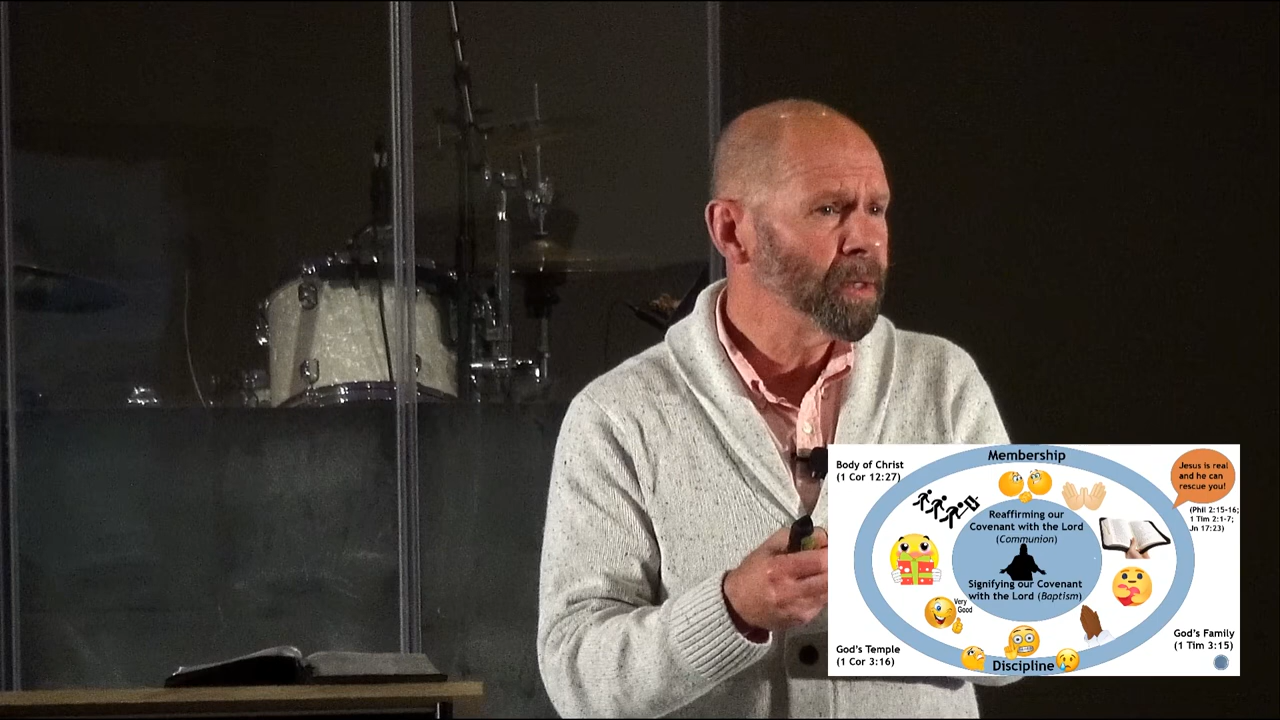 Membership
Body of Christ
(1 Cor 12:27)
Jesus is real
and he can
rescue you!
(Phil 2:15-16;
1 Tim 2:1-7;
Jn 17:23)
Reaffirming our
Covenant with the Lord
(Communion)
Signifying our Covenant
with the Lord (Baptism)
Very
Good
God's Temple
(1 Cor 3:16)
God's Family
(1 Tim 3:15)
Discipline